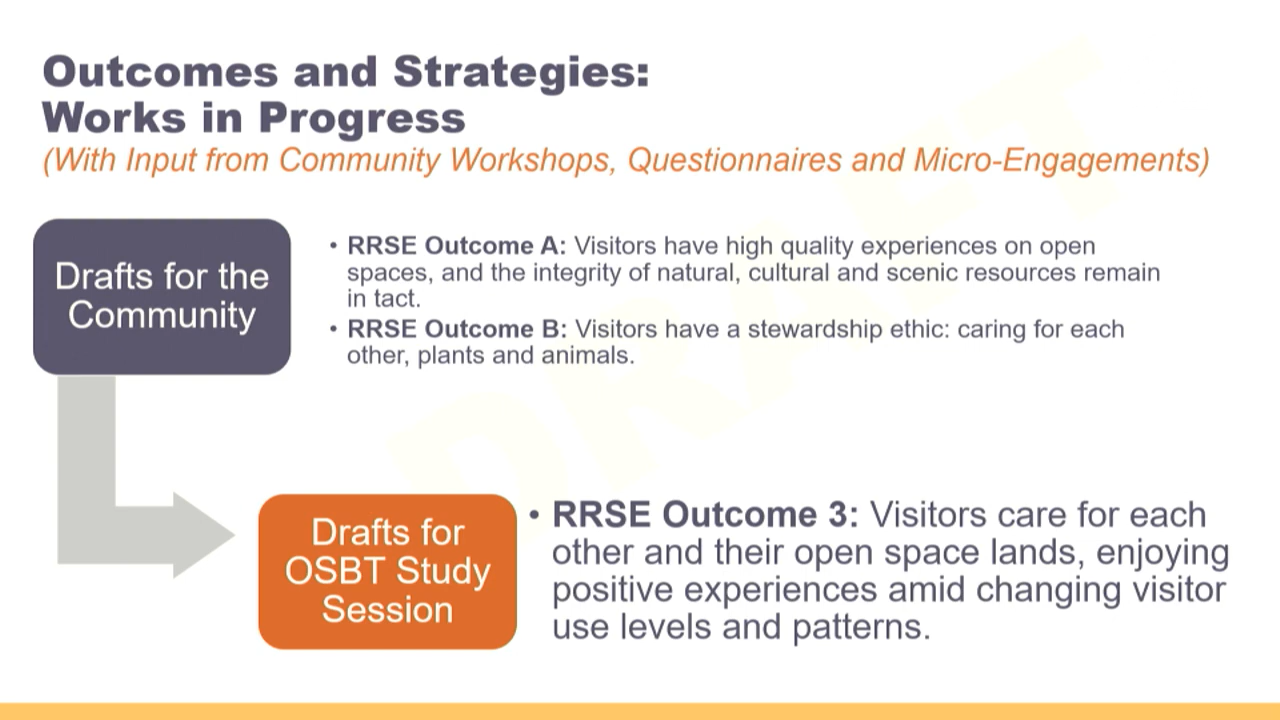 Outcomes and Strategies:
Works in Progress
(With Input from Community Workshops, Questionnaires and Micro-Engagements)
Drafts for the
Community
• RRSE Outcome A: Visitors have high quality experiences on open
spaces, and the integrity of natural, cultural and scenic resources remain
in tact.
• RRSE Outcome B: Visitors have a stewardship ethic: caring for each
other, plants and animals.
DRAFT
Drafts for
OSBT Study
Session
• RRSE Outcome 3: Visitors care for each
other and their open space lands, enjoying
positive experiences amid changing visitor
use levels and patterns.